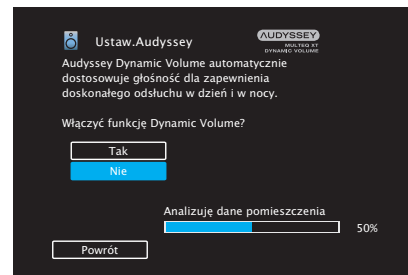 Ustaw.Audyssey
AUDYSSEY
MULTEQ XT
DYNAMIC VOLUME
Audyssey Dynamic Volume automatycznie
dostosowuje głośność dla zapewnienia
doskonałego odsłuchu w dzień i w nocy.
Włączyć funkcję Dynamic Volume?
Tak
Nie
Analizuję dane pomieszczenia
50%
Powrót